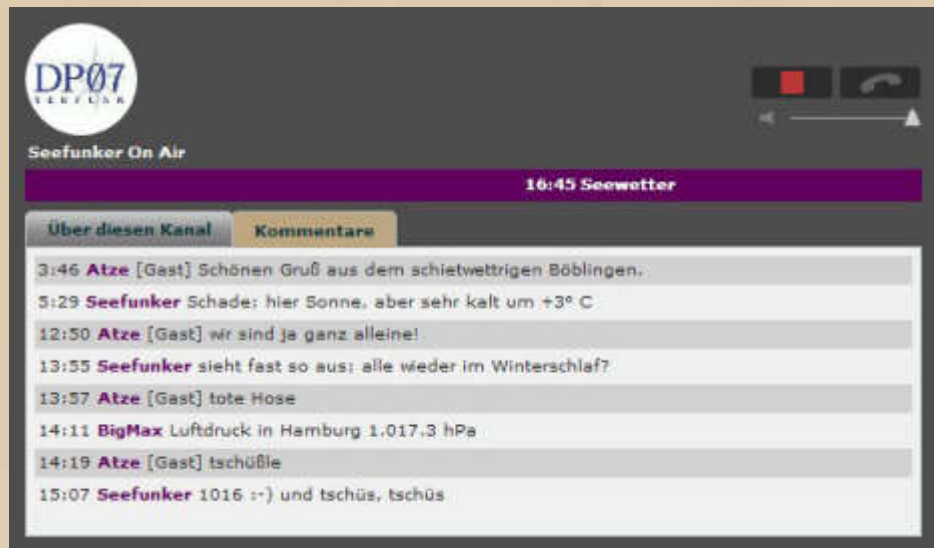 DP07
SEEFUNK
Seefunker On Air
16:45 Seewetter
Über diesen Kanal
Kommentare
3:46 Atze [Gast] Schönen Gruß aus dem schietwettrigen Böblingen.
5:29 Seefunker Schade; hier Sonne, aber sehr kalt um +3° C
12:50 Atze [Gast] wir sind ja ganz alleine!
13:55 Seefunker sieht fast so aus; alle wieder im Winterschlaf?
13:57 Atze [Gast] tote Hose
14:11 BigMax Luftdruck in Hamburg 1.017.3 hPa
14:19 Atze [Gast] tschüßle
15:07 Seefunker 1016 :-) und tschüs, tschüs